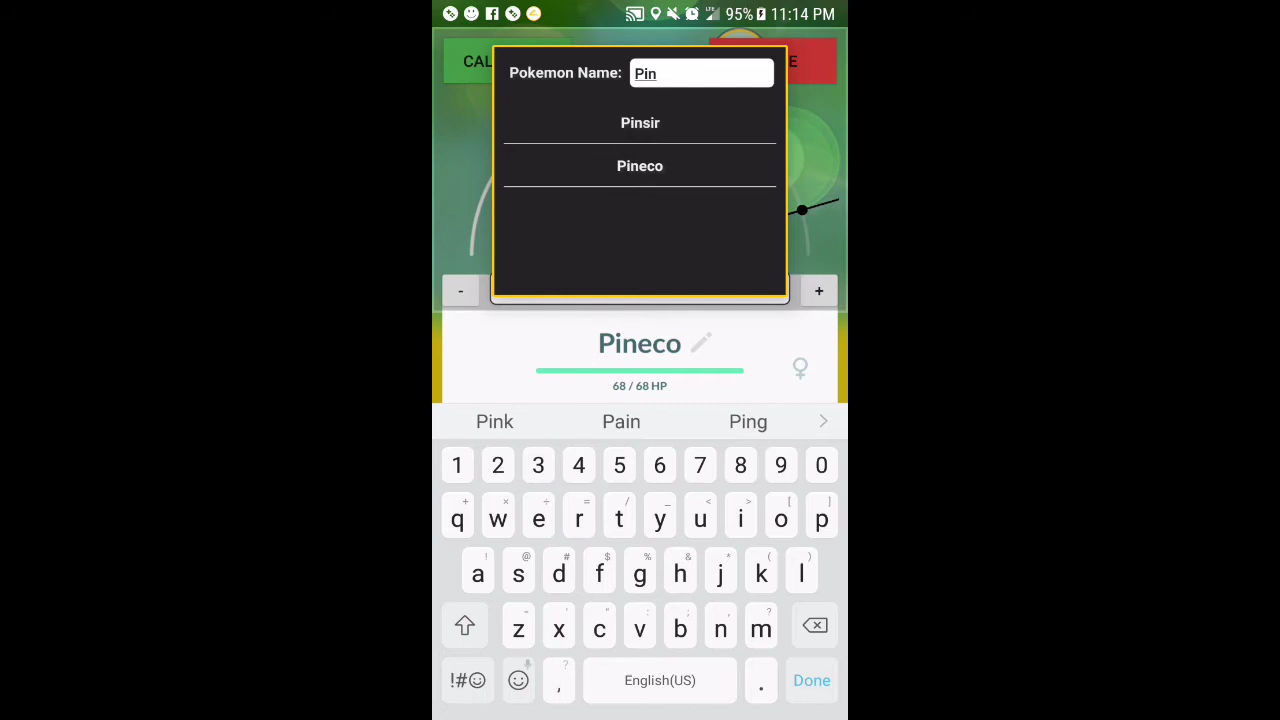 LTE 95% 11:14 PM
CAL
E
Pokemon Name: Pin
Pinsir
Pineco
- +
Pineco
68 / 68 HP
Pink Pain Ping
1 2 3 4 5 6 7 8 9 0
+ × ÷ = / _ < > [ ]
q w e r t y u i o p
! @ # $ % & * ( )
a s d f g h j k l
- ' " : ; , ?
z x c v b n m
!#☺ , ? English(US) . Done